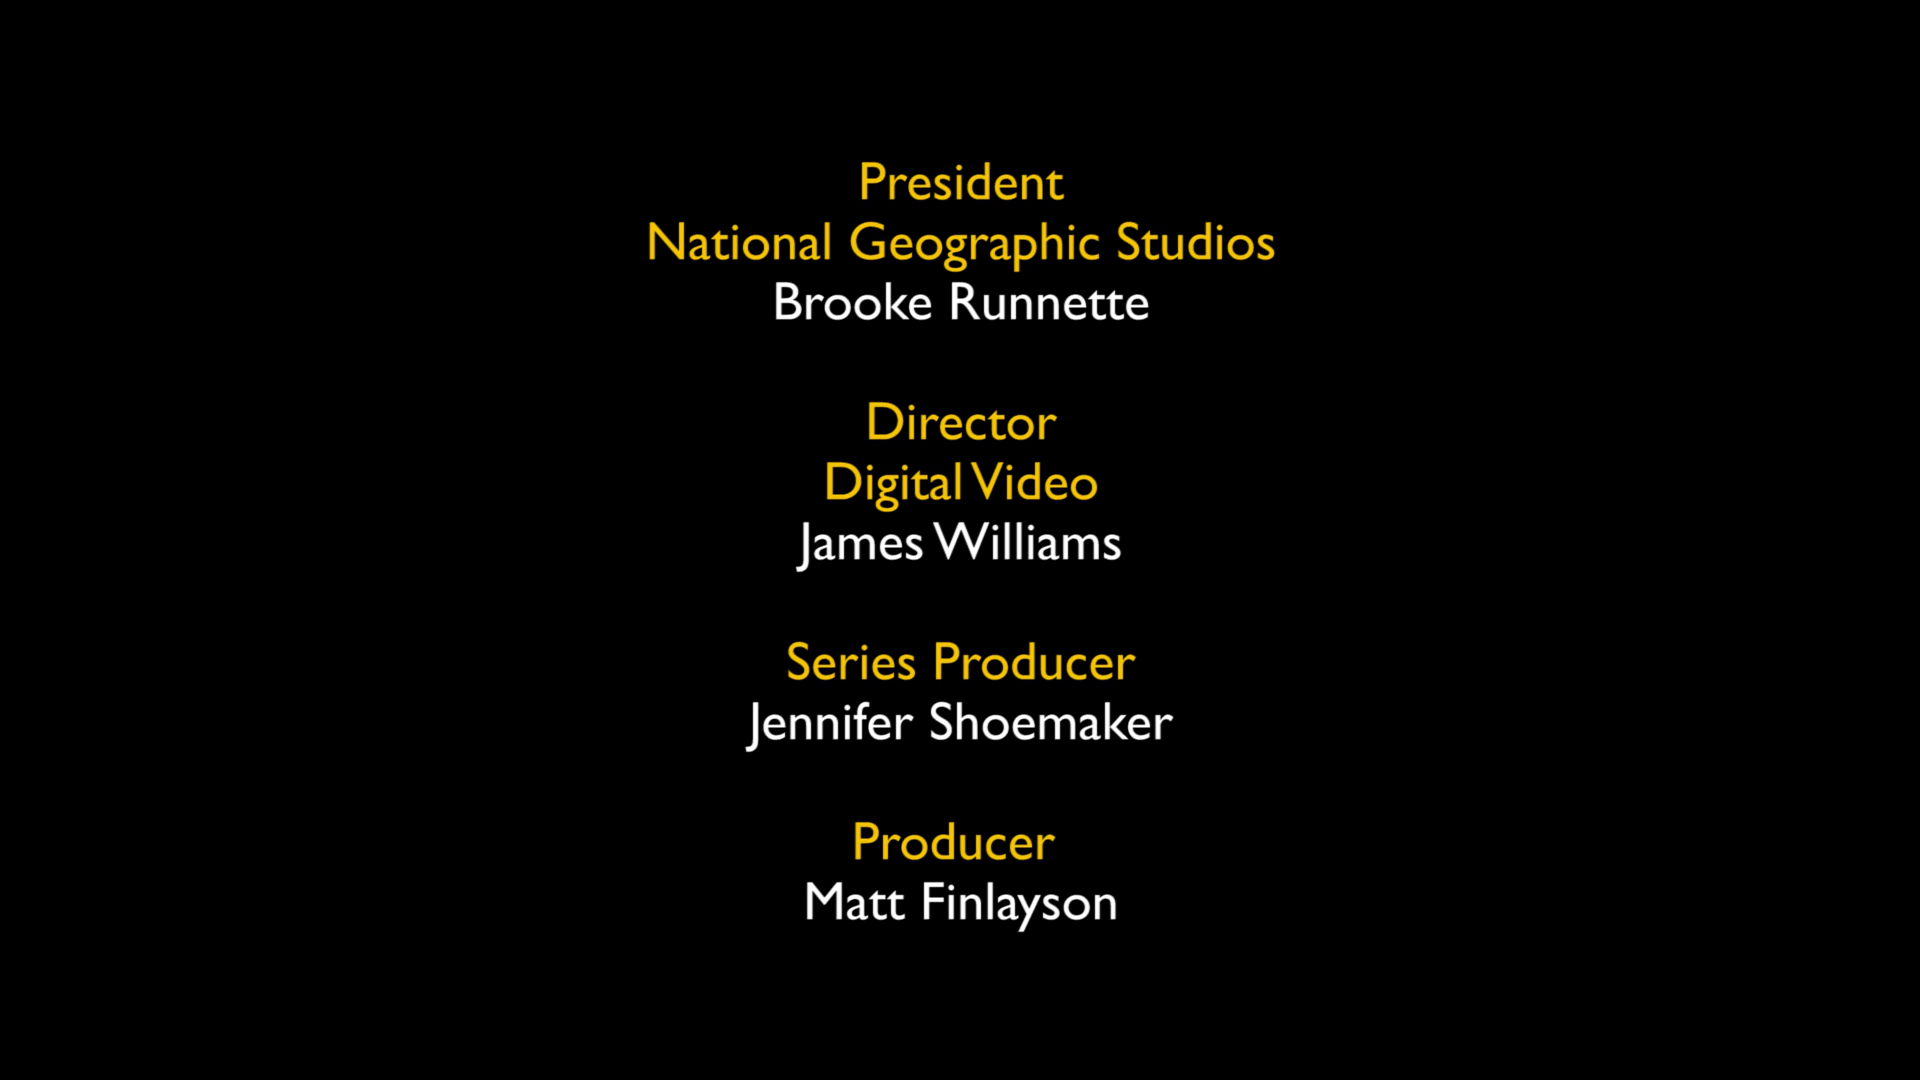 President
National Geographic Studios
Brooke Runnette
Director
Digital Video
James Williams
Series Producer
Jennifer Shoemaker
Producer
Matt Finlayson